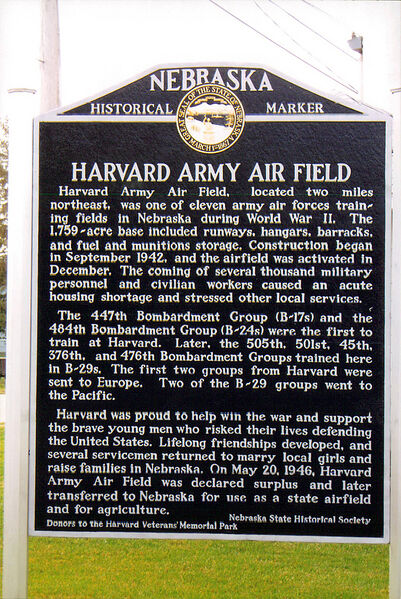 NEBRASKA
HISTORICAL MARKER
GREAT SEAL OF THE STATE OF NEBRASKA
MARCH 1ST 1867
HARVARD ARMY AIR FIELD
Harvard Army Air Field, located two miles
northeast, was one of eleven army air forces train-
ing fields in Nebraska during World War II. The
1,759-acre base included runways, hangars, barracks,
and fuel and munitions storage. Construction began
in September 1942, and the airfield was activated in
December. The coming of several thousand military
personnel and civilian workers caused an acute
housing shortage and stressed other local services.
The 447th Bombardment Group (B-17s) and the
484th Bombardment Group (B-24s) were the first to
train at Harvard. Later, the 505th, 501st, 45th,
376th, and 476th Bombardment Groups trained here
in B-29s. The first two groups from Harvard were
sent to Europe. Two of the B-29 groups went to
the Pacific.
Harvard was proud to help win the war and support
the brave young men who risked their lives defending
the United States. Lifelong friendships developed, and
several servicemen returned to marry local girls and
raise families in Nebraska. On May 20, 1946, Harvard
Army Air Field was declared surplus and later
transferred to Nebraska for use as a state airfield
and for agriculture.
Nebraska State Historical Society
Donors to the Harvard Veterans' Memorial Park